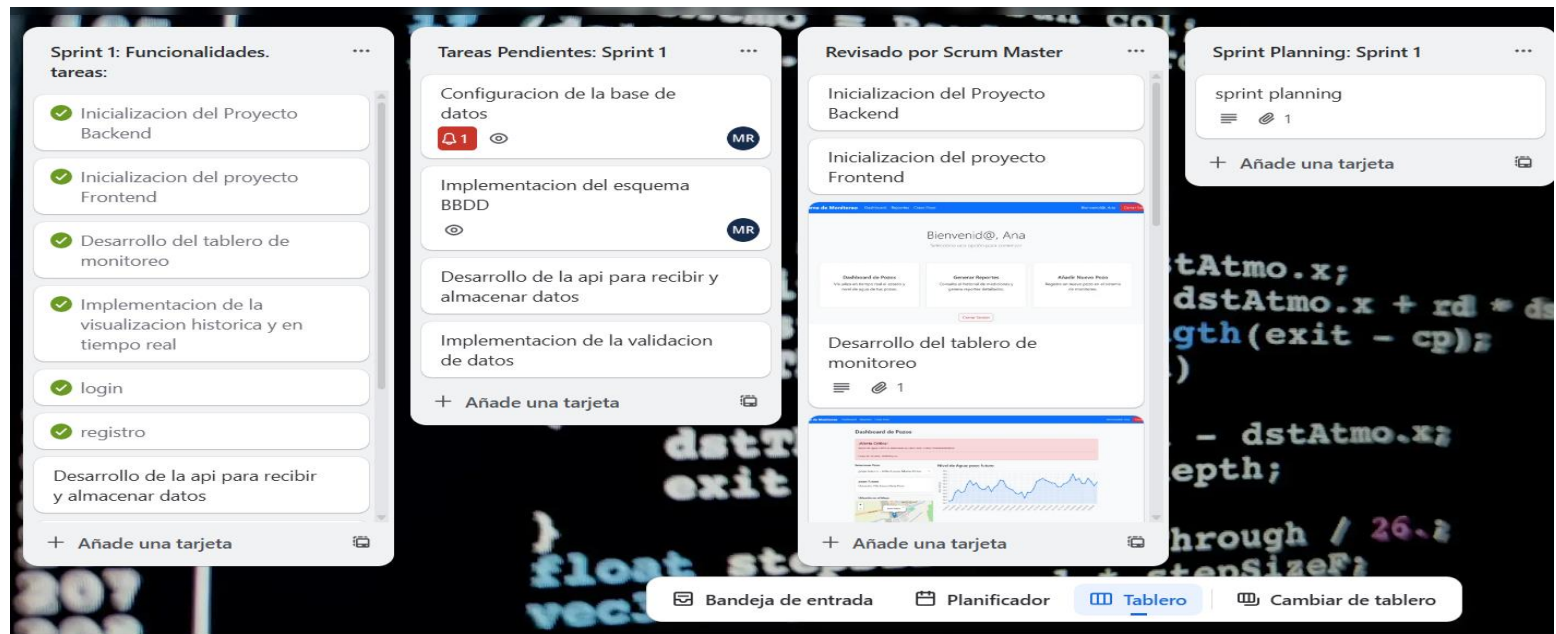 Sprint 1: Funcionalidades.
tareas:
Inicializacion del Proyecto
Backend
Inicializacion del proyecto
Frontend
Desarrollo del tablero de
monitoreo
Implementacion de la
visualizacion historica y en
tiempo real
login
registro
Desarrollo de la api para recibir
y almacenar datos
Añade una tarjeta
Tareas Pendientes: Sprint 1
Configuracion de la base de
datos
1
MR
Implementacion del esquema
BBDD
MR
Desarrollo de la api para recibir y
almacenar datos
Implementacion de la validacion
de datos
Añade una tarjeta
Revisado por Scrum Master
Inicializacion del Proyecto
Backend
Inicializacion del proyecto
Frontend
Bienvenid@, Ana
Dashboard de Pozos
Generar Reportes
Añadir Nuevo Pozo
Desarrollo del tablero de
monitoreo
1
Dashboard de Pozos
Añade una tarjeta
Sprint Planning: Sprint 1
sprint planning
1
Añade una tarjeta
stAtmo.x;
dstAtmo.x + rd *
gth(exit - cp);
)
- dstAtmo.x;
epth;
hrough / 26.
exit
}
float
Bandeja de entrada
Planificador
Tablero
Cambiar de tablero